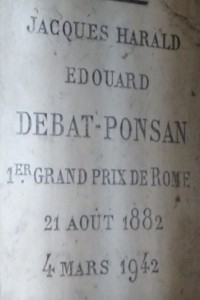 JACQUES HARALD
EDOUARD
DEBAT-PONSAN
1ER GRAND PRIX DE ROME
21 AOUT 1882
4 MARS 1942